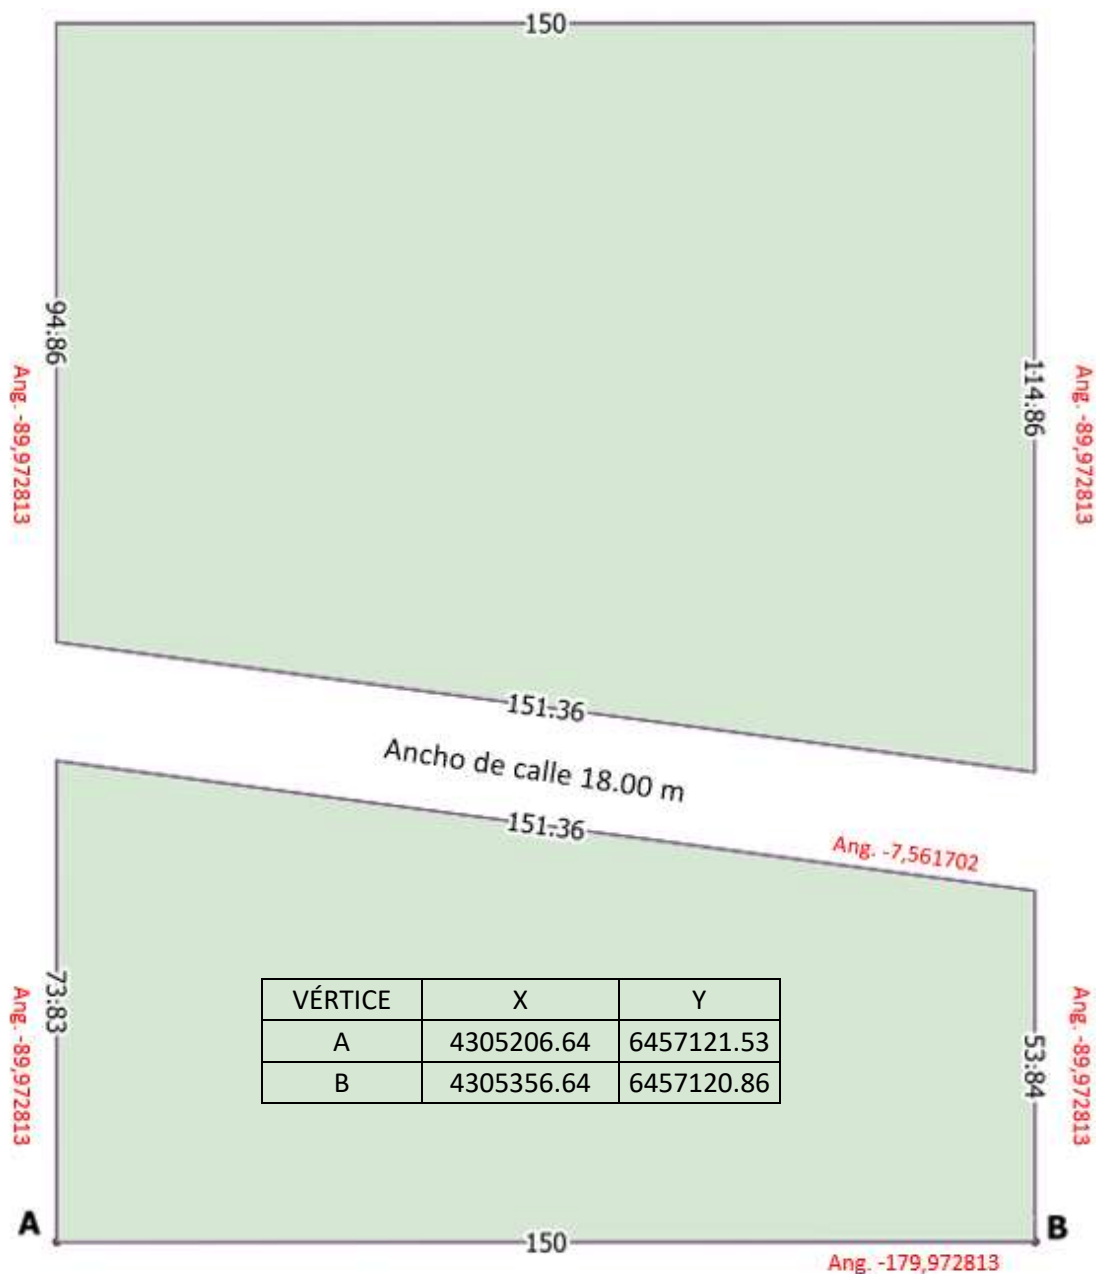 150
94.86
Ang. -89,972813
114.86
Ang. -89,972813
151.36
Ancho de calle 18.00 m
151.36
Ang. -7,561702
73.83
Ang. -89,972813
VÉRTICE X Y
A 4305206.64 6457121.53
B 4305356.64 6457120.86
53.84
Ang. -89,972813
A
150
B
Ang. -179,972813